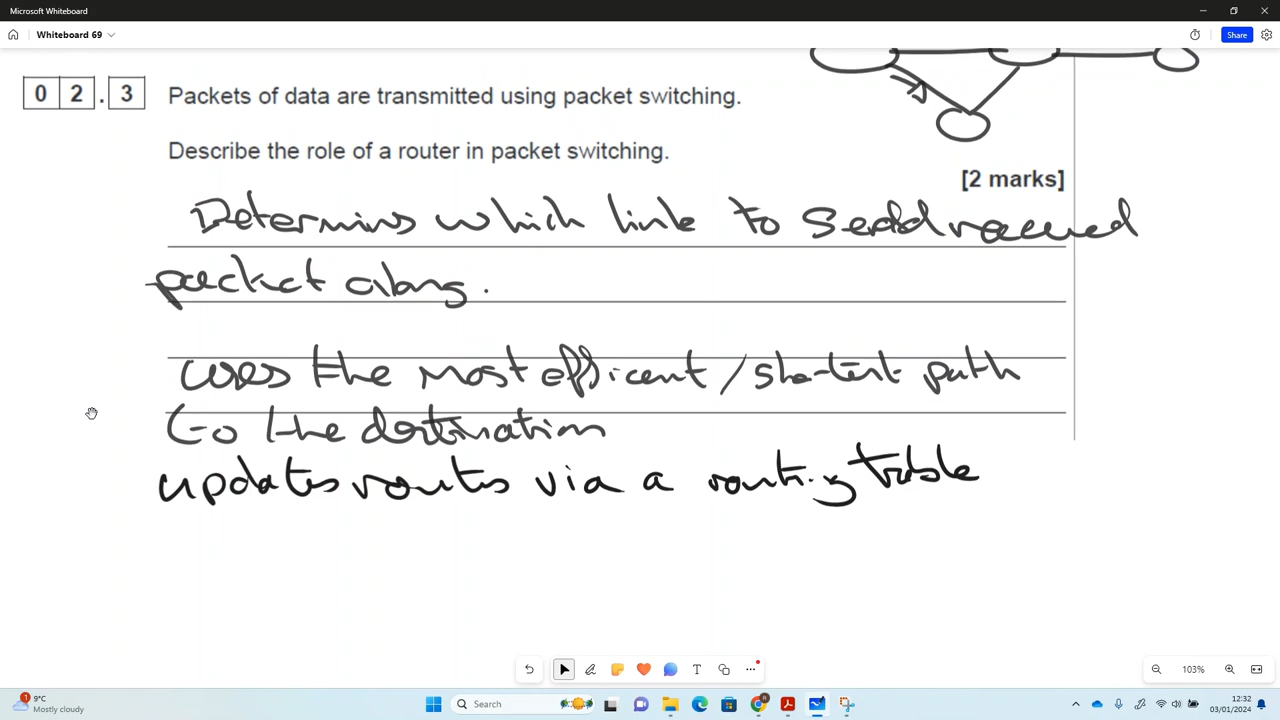 Microsoft Whiteboard
Whiteboard 69
Share
0 2 . 3 Packets of data are transmitted using packet switching.
Describe the role of a router in packet switching.
[2 marks]
Determins which link to send received
packet along.
uses the most efficent / shortest path
to the destination
updates routes via a routing table
103%
9°C
Mostly cloudy
Search
12:32
03/01/2024